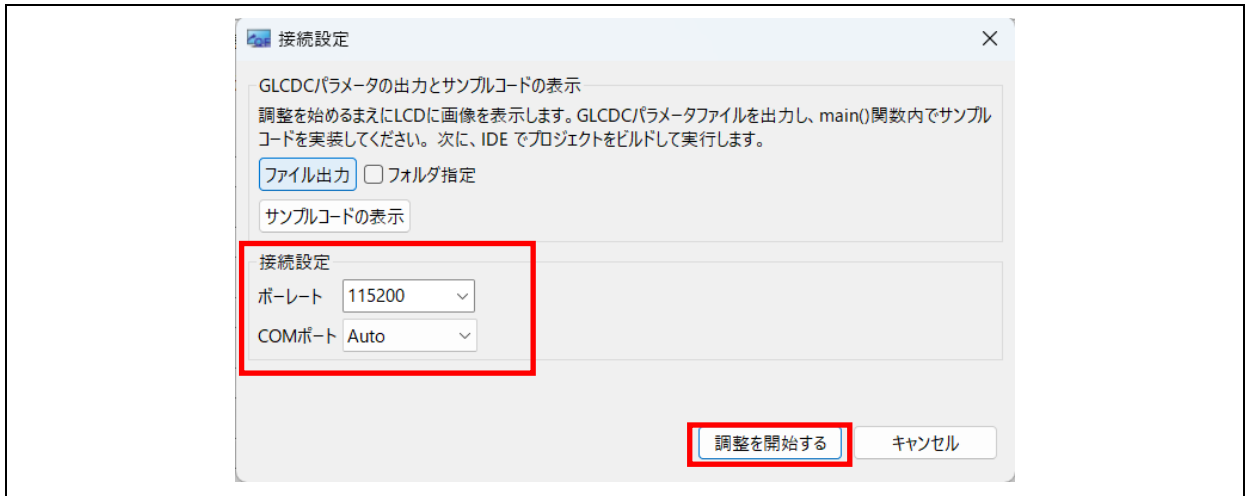 接続設定
GLCDCパラメータの出力とサンプルコードの表示
調整を始めるまえにLCDに画像を表示します。GLCDCパラメータファイルを出力し、main()関数内でサンプル
コードを実装してください。次に、IDE でプロジェクトをビルドして実行します。
ファイル出力 フォルダ指定
サンプルコードの表示
接続設定
ボーレート 115200
COMポート Auto
調整を開始する キャンセル